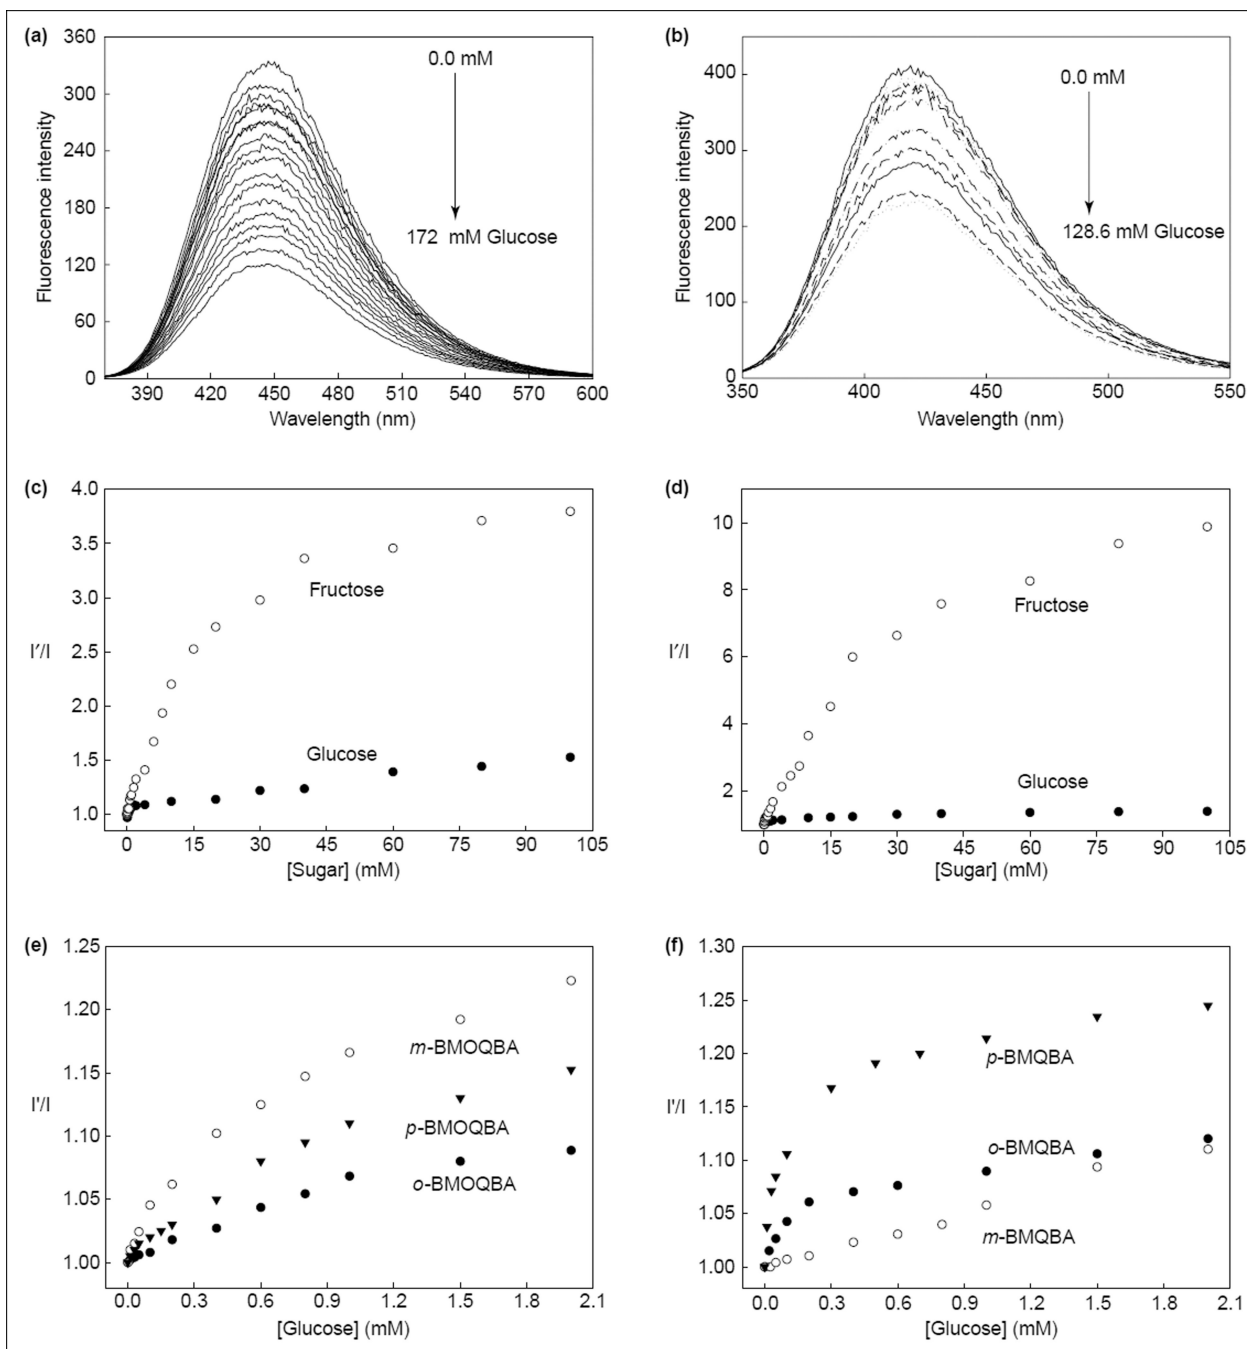 (a)
360
300
240
180
120
60
0
Fluorescence intensity
0.0 mM
172 mM Glucose
390 420 450 480 510 540 570 600
Wavelength (nm)
(b)
400
300
200
100
0
Fluorescence intensity
0.0 mM
128.6 mM Glucose
350 400 450 500 550
Wavelength (nm)
(c)
4.0
3.5
3.0
2.5
2.0
1.5
1.0
I′/I
Fructose
Glucose
0 15 30 45 60 75 90 105
[Sugar] (mM)
(d)
10
8
6
4
2
I′/I
Fructose
Glucose
0 15 30 45 60 75 90 105
[Sugar] (mM)
(e)
1.25
1.20
1.15
1.10
1.05
1.00
I'/I
m-BMOQBA
p-BMOQBA
o-BMOQBA
0.0 0.3 0.6 0.9 1.2 1.5 1.8 2.1
[Glucose] (mM)
(f)
1.30
1.25
1.20
1.15
1.10
1.05
1.00
I'/I
p-BMQBA
o-BMQBA
m-BMQBA
0.0 0.3 0.6 0.9 1.2 1.5 1.8 2.1
[Glucose] (mM)